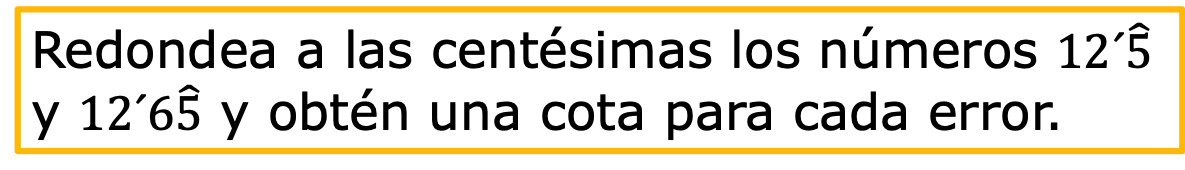 Redondea a las centésimas los números 12´5̂
y 12´65̂ y obtén una cota para cada error.